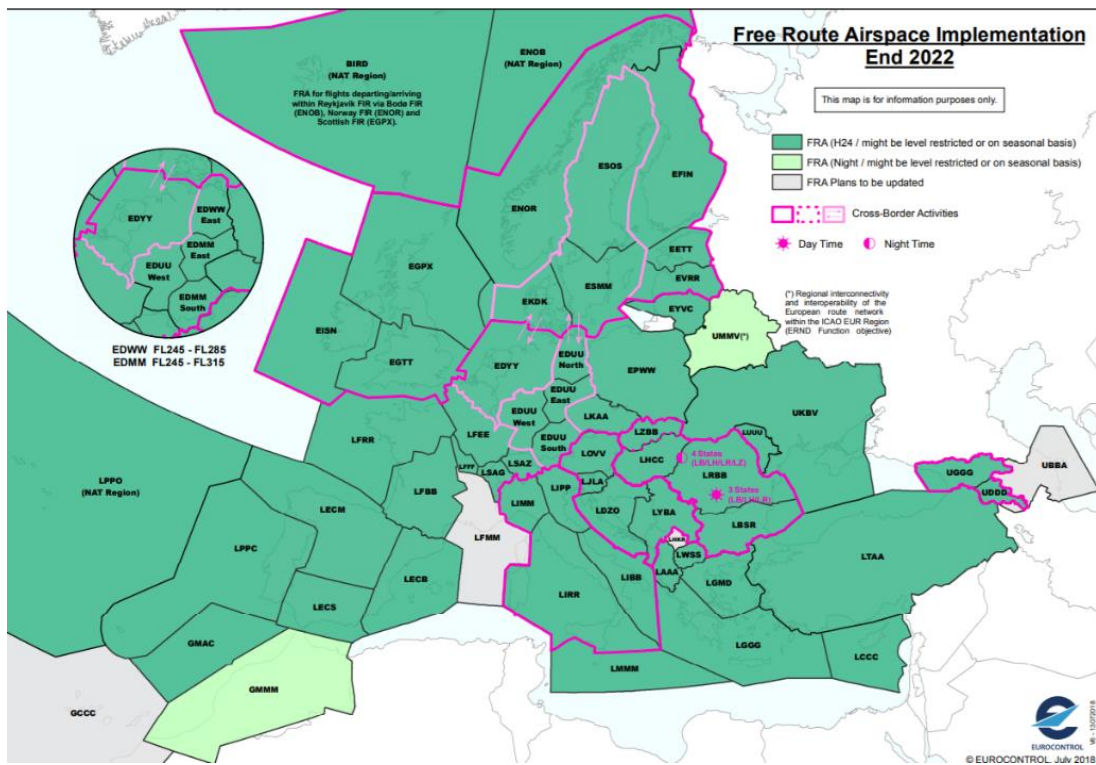 Free Route Airspace Implementation
End 2022
This map is for information purposes only.
FRA (H24 / might be level restricted or on seasonal basis)
FRA (Night / might be level restricted or on seasonal basis)
FRA Plans to be updated
Cross-Border Activities
Day Time
Night Time
(*) Regional interconnectivity
and interoperability of the
European route network
within the ICAO EUR Region
(ERND Function objective)
BIRD
(NAT Region)
FRA for flights departing/arriving
within Reykjavik FIR via Bodø FIR
(ENOB), Norway FIR (ENOR) and
Scottish FIR (EGPX).
ENOB
(NAT Region)
EDYY
EDWW
East
EDMM
East
EDUU
West
EDMM
South
EDWW FL245 - FL285
EDMM FL245 - FL315
ESOS
EFIN
ENOR
EGPX
EETT
EVRR
ESMM
EKDK
EYVC
EISN
EGTT
UMMV(*)
EDYY
EDUU
North
EPWW
EDUU
East
EDUU
West
LKAA
UKBV
LFRR
LFEE
EDUU
South
LZBB
LOVV
LHCC
LUUU
4 States
(LB/LH/LR/LZ)
LRBB
3 States
LFFF
LSAG
LSAZ
LJLA
LPPO
(NAT Region)
LFBB
LIMM
LIPP
UGGG
UBBA
UDDD
LECM
LDZO
LYBA
LBSR
LPPC
LFMM
LWSS
LTAA
LECB
LIBB
LAAA
LGMD
LIRR
LECS
GMAC
LGGG
LCCC
LMMM
GMMM
GCCC
EUROCONTROL
V6 - 13/07/2018
© EUROCONTROL, July 2018